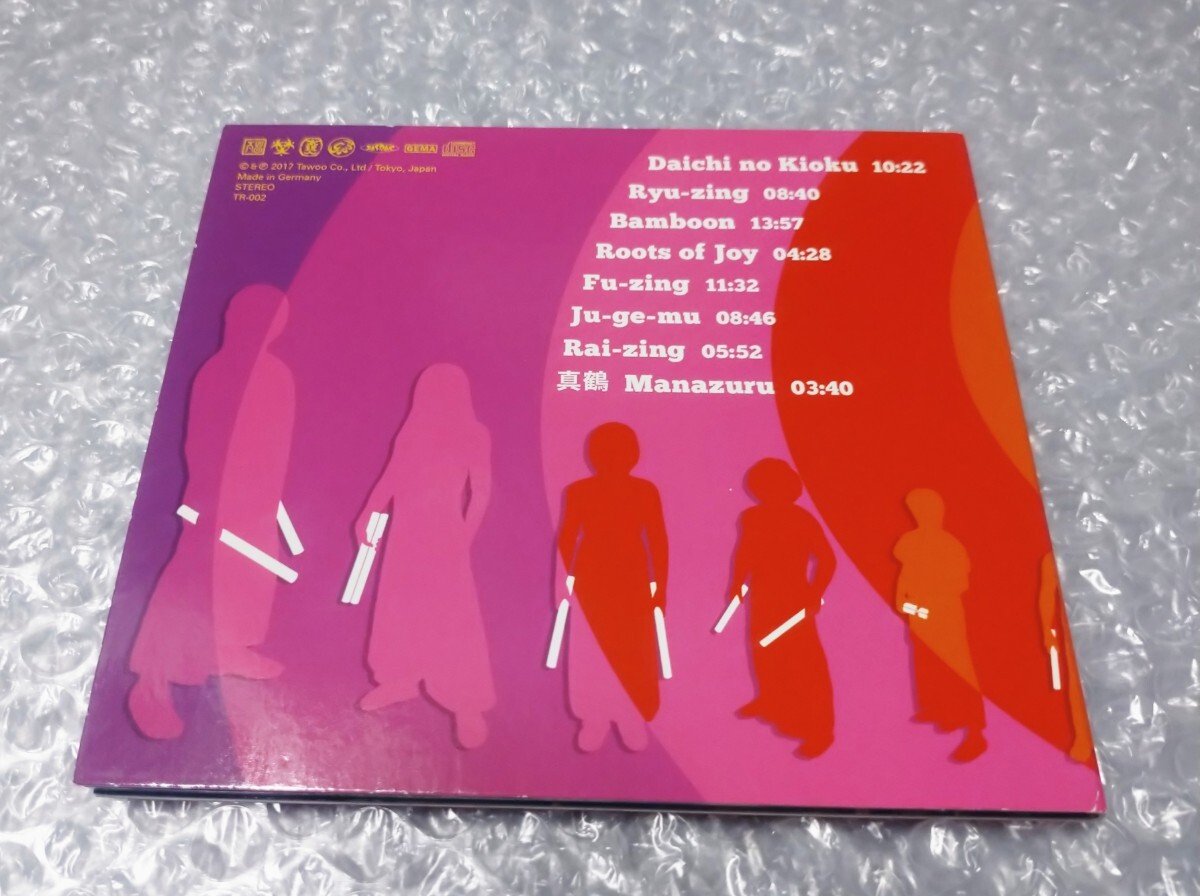 GEMA
©&℗ 2017 Tawoo Co., Ltd / Tokyo, Japan
Made in Germany
STEREO
TR-002
Daichi no Kioku 10:22
Ryu-zing 08:40
Bamboon 13:57
Roots of Joy 04:28
Fu-zing 11:32
Ju-ge-mu 08:46
Rai-zing 05:52
真鶴 Manazuru 03:40